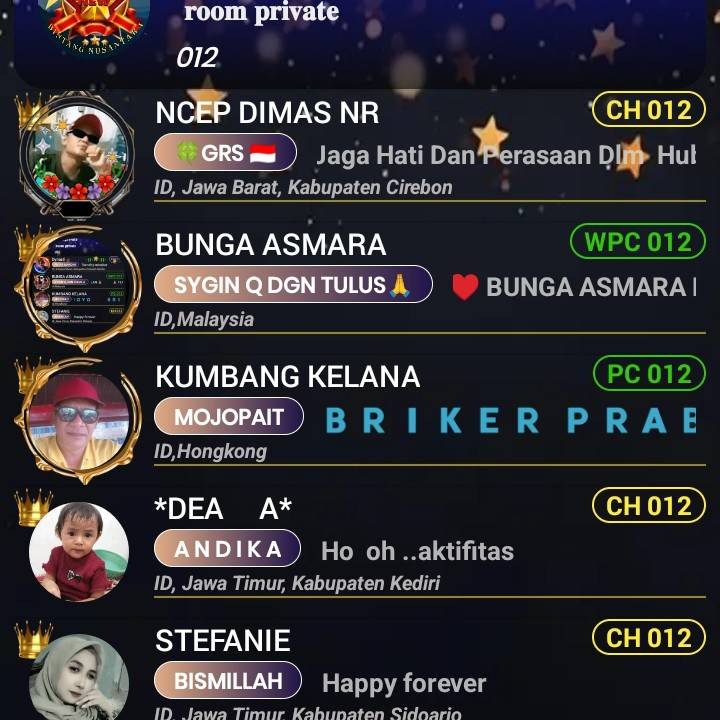 room private
BINTANG NUSANTARA
012
NCEP DIMAS NR
CH 012
🍀GRS 🇮🇩
Jaga Hati Dan Perasaan Dlm Hub
ID, Jawa Barat, Kabupaten Cirebon
BUNGA ASMARA
WPC 012
SYGIN Q DGN TULUS🙏
❤️ BUNGA ASMARA
ID,Malaysia
KUMBANG KELANA
PC 012
MOJOPAIT
B R I K E R P R A B
ID,Hongkong
*DEA A*
CH 012
A N D I K A
Ho oh ..aktifitas
ID, Jawa Timur, Kabupaten Kediri
STEFANIE
CH 012
BISMILLAH
Happy forever
ID, Jawa Timur, Kabupaten Sidoarjo